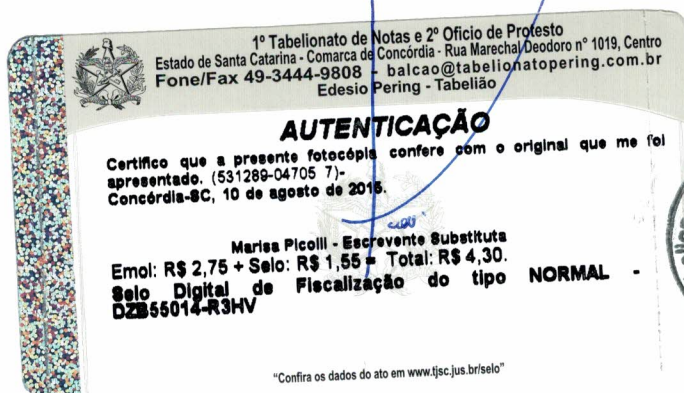 1º Tabelionato de Notas e 2º Oficio de Protesto
Estado de Santa Catarina - Comarca de Concórdia - Rua Marechal Deodoro n° 1019, Centro
Fone/Fax 49-3444-9808 - balcao@tabelionatopering.com.br
Edesio Pering - Tabelião
AUTENTICAÇÃO
Certifico que a presente fotocópia confere com o original que me foi
apresentado. (531289-04705 7)-
Concórdia-SC, 10 de agosto de 2015.
Marisa Picolli - Escrevente Substituta
Emol: R$ 2,75 + Selo: R$ 1,55 = Total: R$ 4,30.
Selo Digital de Fiscalização do tipo NORMAL -
DZB55014-R3HV
"Confira os dados do ato em www.tjsc.jus.br/selo"